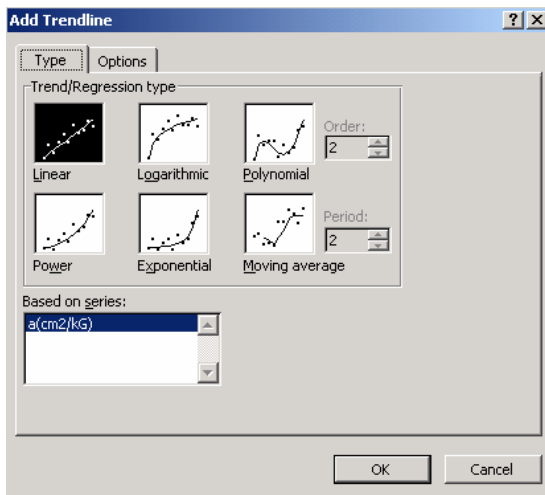 Add Trendline
Type Options
Trend/Regression type
Linear Logarithmic Polynomial
Order:
2
Power Exponential Moving average
Period:
2
Based on series:
a(cm2/kG)
OK Cancel